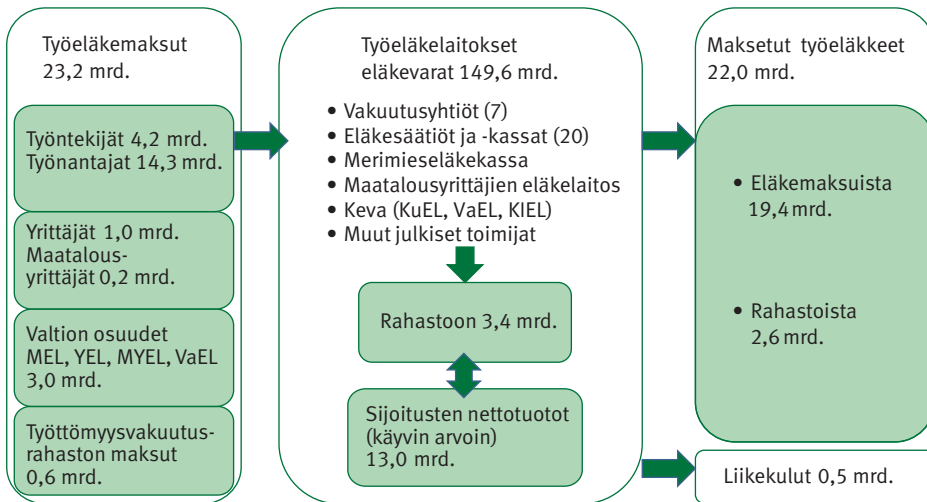 Työeläkemaksut
23,2 mrd.
Työntekijät 4,2 mrd.
Työnantajat 14,3 mrd.
Yrittäjät 1,0 mrd.
Maatalous-
yrittäjät 0,2 mrd.
Valtion osuudet
MEL, YEL, MYEL, VaEL
3,0 mrd.
Työttömyysvakuutus-
rahaston maksut
0,6 mrd.
Työeläkelaitokset
eläkevarat 149,6 mrd.
• Vakuutusyhtiöt (7)
• Eläkesäätiöt ja -kassat (20)
• Merimieseläkekassa
• Maatalousyrittäjien eläkelaitos
• Keva (KuEL, VaEL, KIEL)
• Muut julkiset toimijat
Rahastoon 3,4 mrd.
Sijoitusten nettotuotot
(käyvin arvoin)
13,0 mrd.
Maksetut työeläkkeet
22,0 mrd.
• Eläkemaksuista
19,4 mrd.
• Rahastoista
2,6 mrd.
Liikekulut 0,5 mrd.